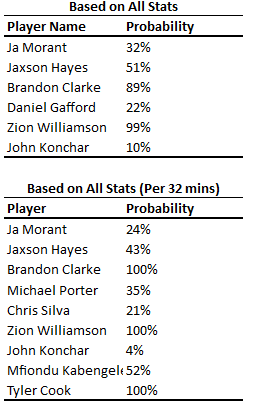 Based on All Stats
Player Name Probability
Ja Morant 32%
Jaxson Hayes 51%
Brandon Clarke 89%
Daniel Gafford 22%
Zion Williamson 99%
John Konchar 10%
Based on All Stats (Per 32 mins)
Player Probability
Ja Morant 24%
Jaxson Hayes 43%
Brandon Clarke 100%
Michael Porter 35%
Chris Silva 21%
Zion Williamson 100%
John Konchar 4%
Mfiondu Kabengele 52%
Tyler Cook 100%